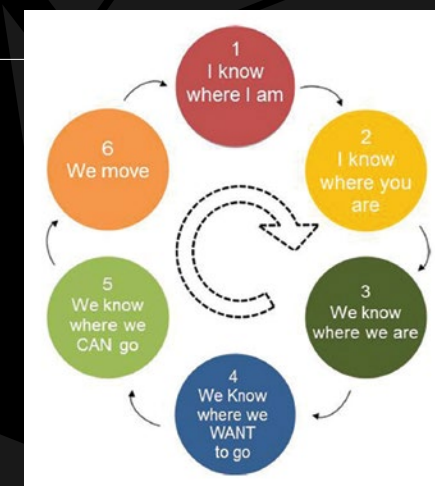 1
I know
where I am
2
I know
where you
are
3
We know
where we are
4
We Know
where we
WANT
to go
5
We know
where we
CAN go
6
We move